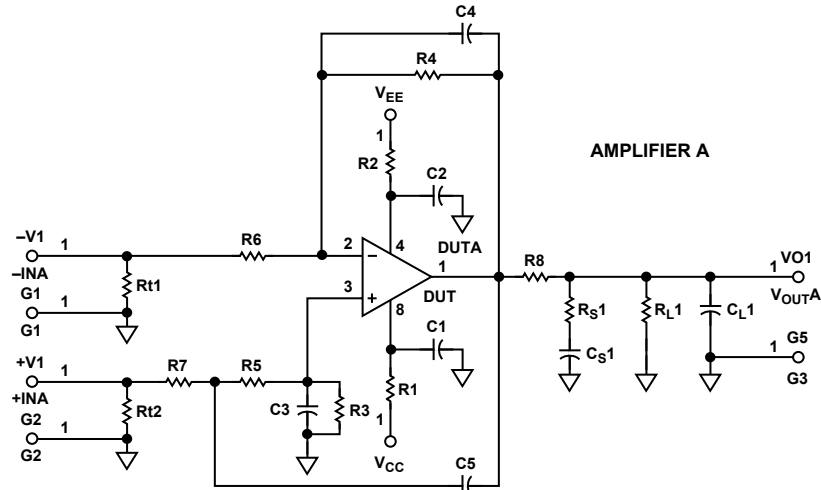 C4
R4
VEE
1
R2
AMPLIFIER A
C2
–V1
1
R6
2
–
4
DUTA
R8
VO1
–INA
Rt1
1
DUT
1
VOUTA
G1
1
3
+
8
RS1
RL1
CL1
G1
C1
G5
+V1
1
R7
R5
CS1
1
G3
+INA
R1
Rt2
C3
R3
G2
1
1
G2
VCC
C5